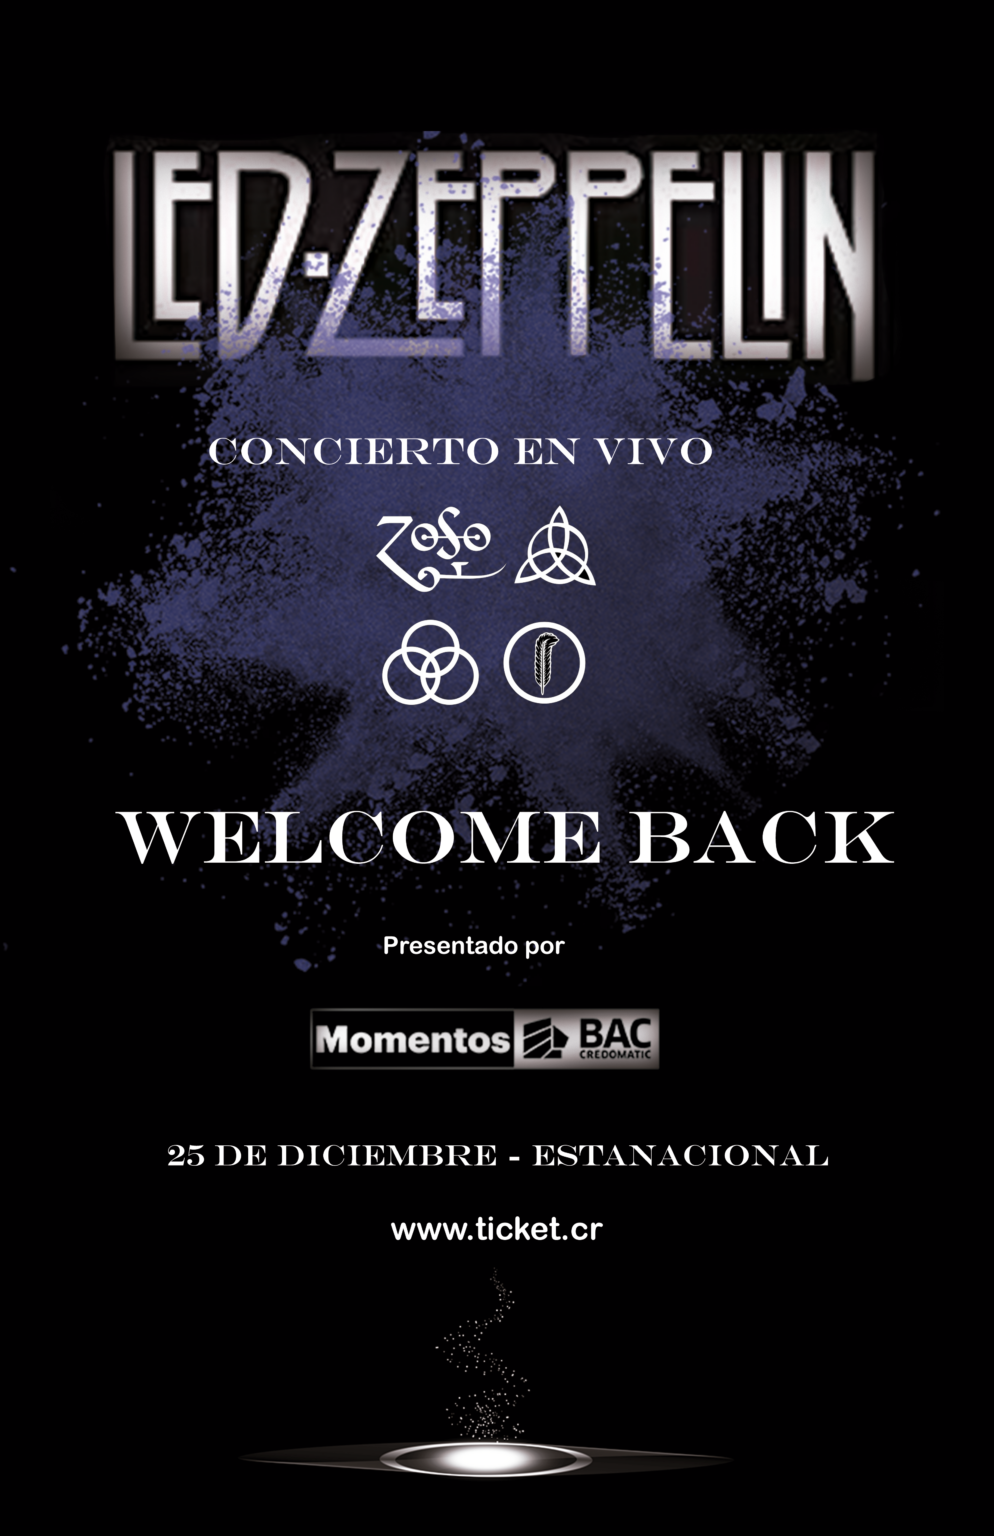 LED-ZEPPELIN
CONCIERTO EN VIVO
ZOSO
WELCOME BACK
Presentado por
Momentos BAC
CREDOMATIC
25 DE DICIEMBRE - ESTANACIONAL
www.ticket.cr